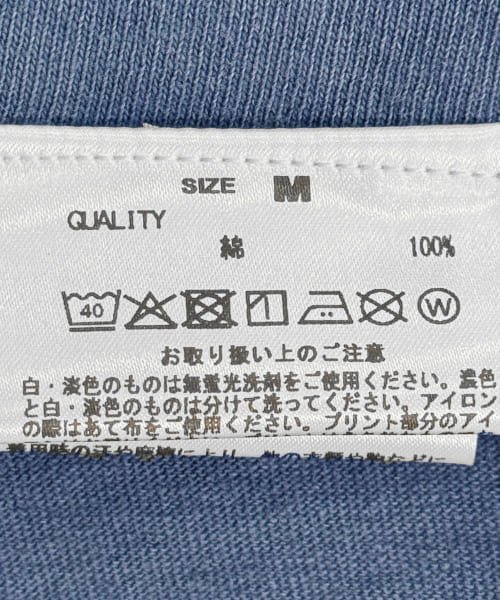 SIZE M
QUALITY
綿 100%
40 W
お取り扱い上のご注意
白・淡色のものは無蛍光洗剤をご使用ください。濃色
と白・淡色のものは分けて洗ってください。アイロン
の際はあて布をご使用ください。プリント部分のアイ